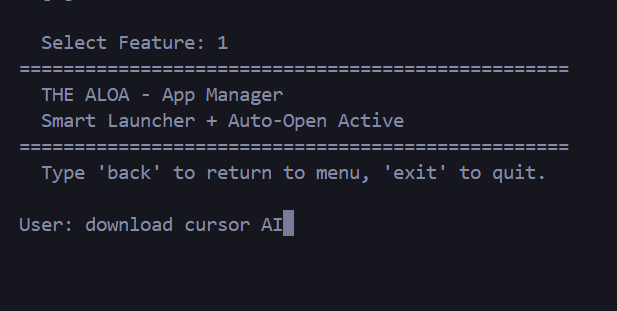 Select Feature: 1
==================================================
THE ALOA - App Manager
Smart Launcher + Auto-Open Active
==================================================
Type 'back' to return to menu, 'exit' to quit.
User: download cursor AI